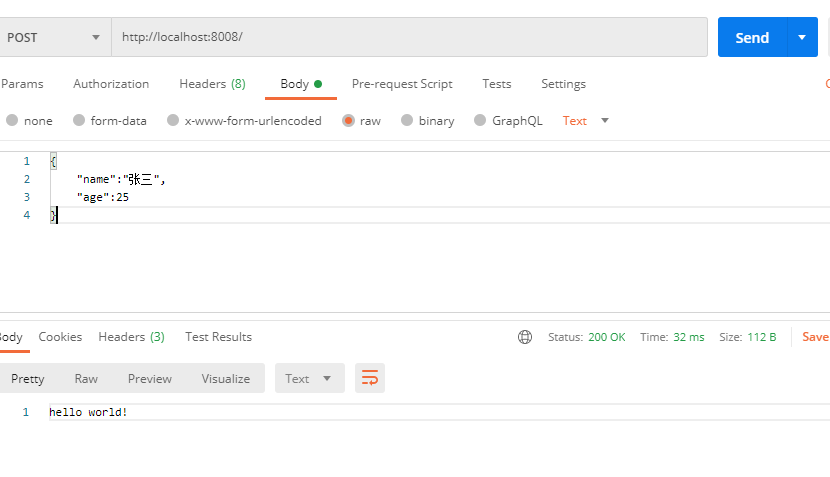 POST http://localhost:8008/ Send
Params Authorization Headers (8) Body Pre-request Script Tests Settings
none form-data x-www-form-urlencoded raw binary GraphQL Text
1 {
2 "name":"张三",
3 "age":25
4 }
Body Cookies Headers (3) Test Results Status: 200 OK Time: 32 ms Size: 112 B Save
Pretty Raw Preview Visualize Text
1 hello world!